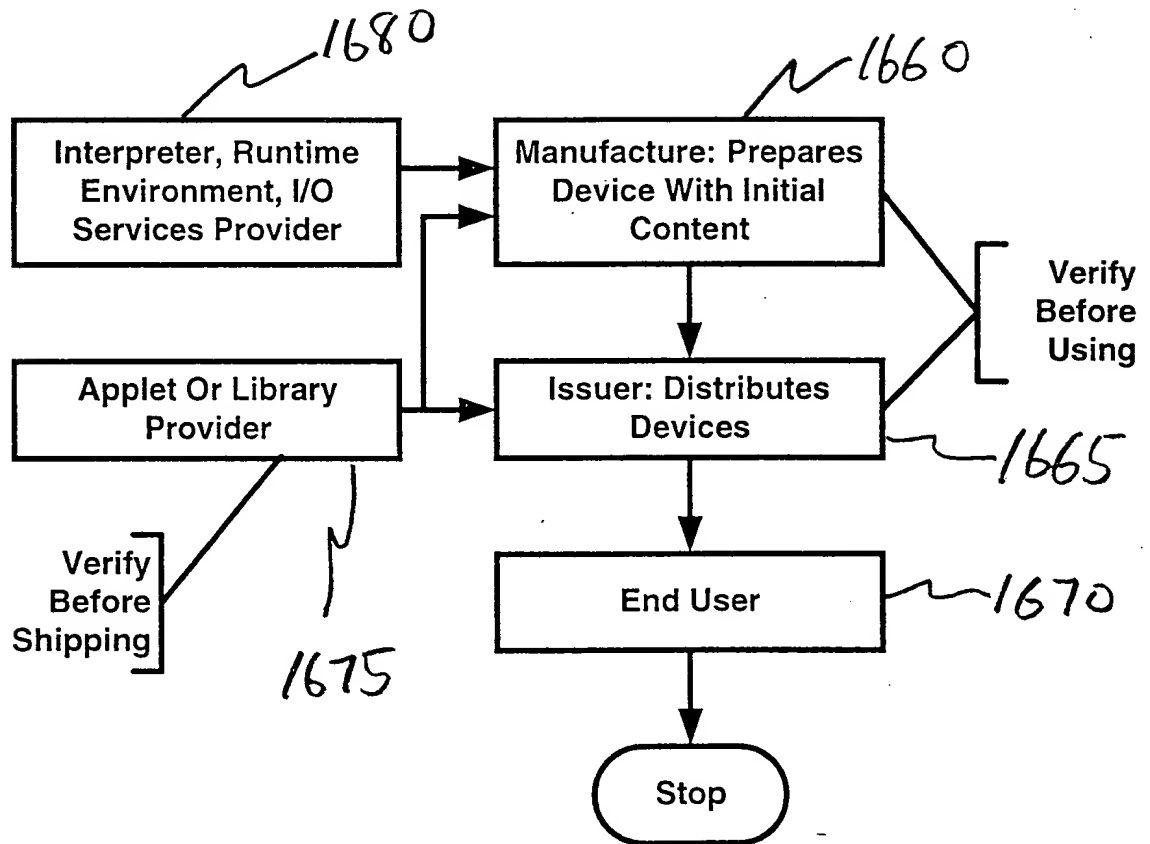 1680
1660
Interpreter, Runtime
Environment, I/O
Services Provider
Manufacture: Prepares
Device With Initial
Content
Verify
Before
Using
Applet Or Library
Provider
Issuer: Distributes
Devices
1665
Verify
Before
Shipping
1675
End User
1670
Stop